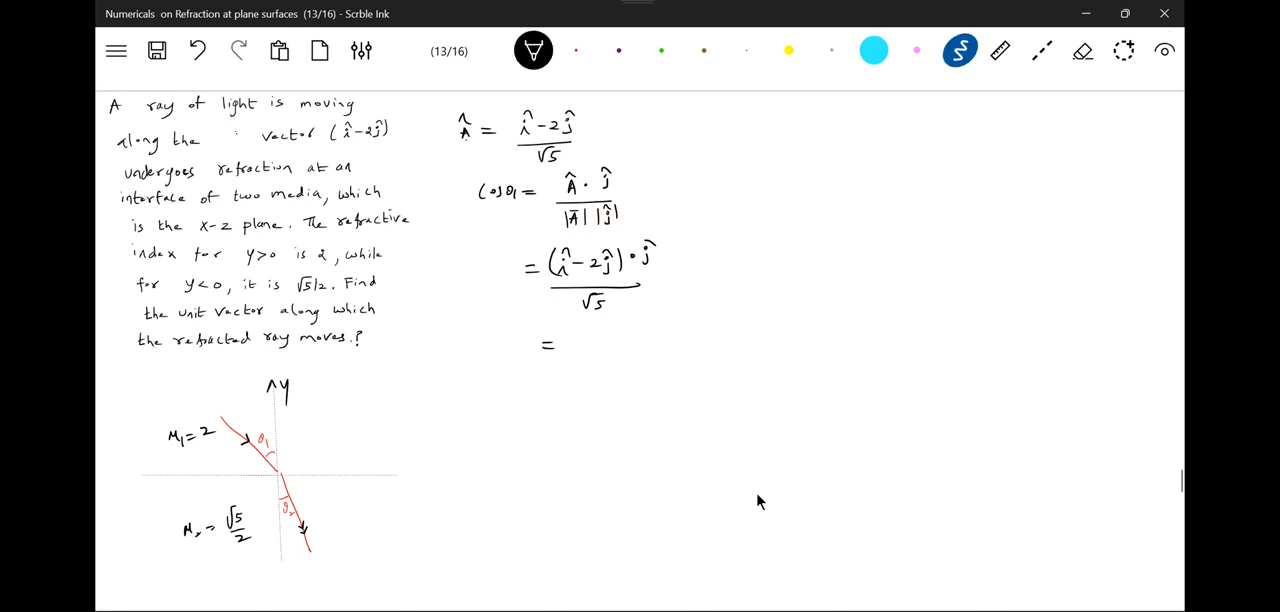 Numericals on Refraction at plane surfaces (13/16) - Scrble Ink
(13/16)
A ray of light is moving
along the vector (î-2ĵ)
undergoes refraction at an
interface of two media, which
is the x-z plane. The refractive
index for y>0 is 2, while
for y<0, it is √5/2. Find
the unit vector along which
the refracted ray moves.?
Â = î-2ĵ / √5
Cosθ₁ = Â . ĵ / |A̅| |ĵ|
= (î-2ĵ) . ĵ / √5
=
Y
μ₁ = 2
θ₁
θ₂
μ₂ = √5/2